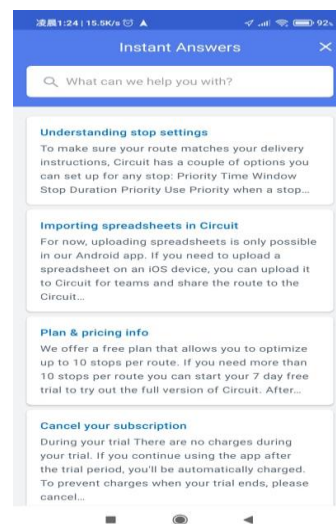 凌晨1:24 | 15.5K/s
92%
Instant Answers
What can we help you with?
Understanding stop settings
To make sure your route matches your delivery
instructions, Circuit has a couple of options you
can set up for any stop: Priority Time Window
Stop Duration Priority Use Priority when a stop...
Importing spreadsheets in Circuit
For now, uploading spreadsheets is only possible
in our Android app. If you need to upload a
spreadsheet on an iOS device, you can upload it
to Circuit for teams and share the route to the
Circuit...
Plan & pricing info
We offer a free plan that allows you to optimize
up to 10 stops per route. If you need more than
10 stops per route you can start your 7 day free
trial to try out the full version of Circuit. After...
Cancel your subscription
During your trial There are no charges during
your trial. If you continue using the app after
the trial period, you'll be automatically charged.
To prevent charges when your trial ends, please
cancel...